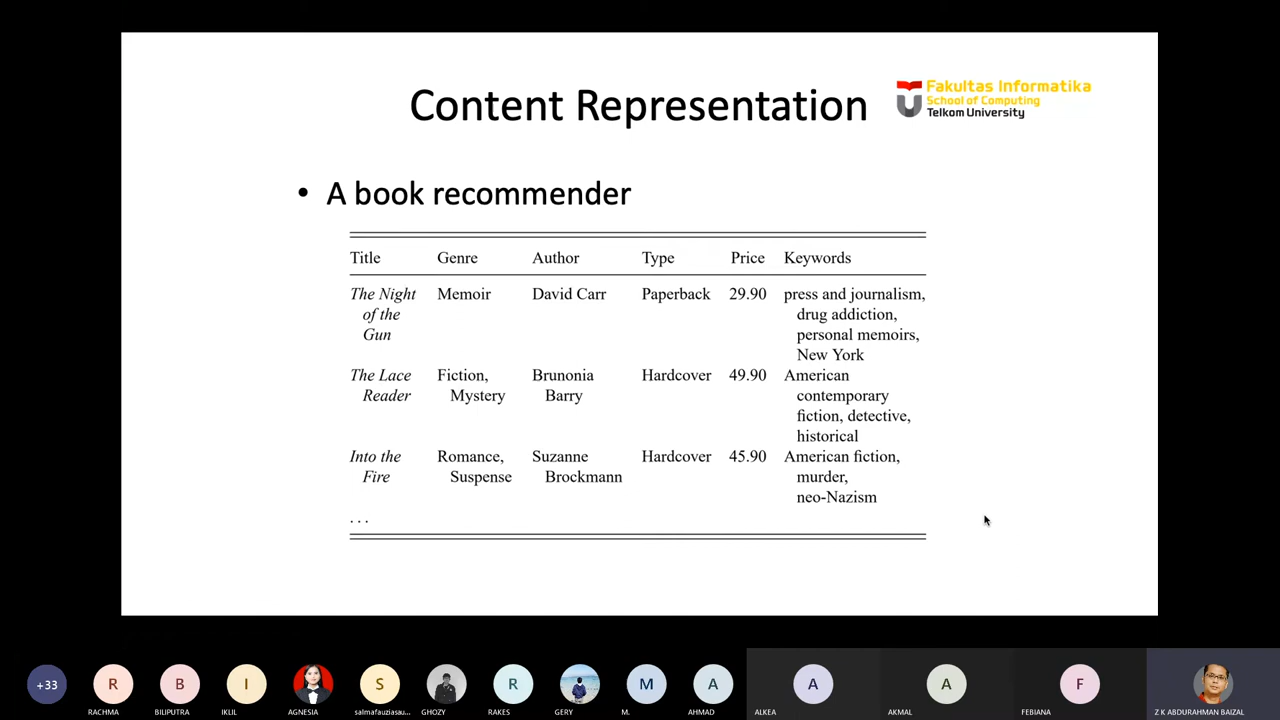 Content Representation
Fakultas Informatika
School of Computing
Telkom University
• A book recommender
Title Genre Author Type Price Keywords
The Night Memoir David Carr Paperback 29.90 press and journalism,
of the drug addiction,
Gun personal memoirs,
New York
The Lace Fiction, Brunonia Hardcover 49.90 American
Reader Mystery Barry contemporary
fiction, detective,
historical
Into the Romance, Suzanne Hardcover 45.90 American fiction,
Fire Suspense Brockmann murder,
neo-Nazism
. . .
+33 R B I S R M A A A F
RACHMA BILIPUTRA IKLIL AGNESIA salmafauziasau... GHOZY RAKES GERY M. AHMAD ALKEA AKMAL FEBIANA Z K ABDURAHMAN BAIZAL